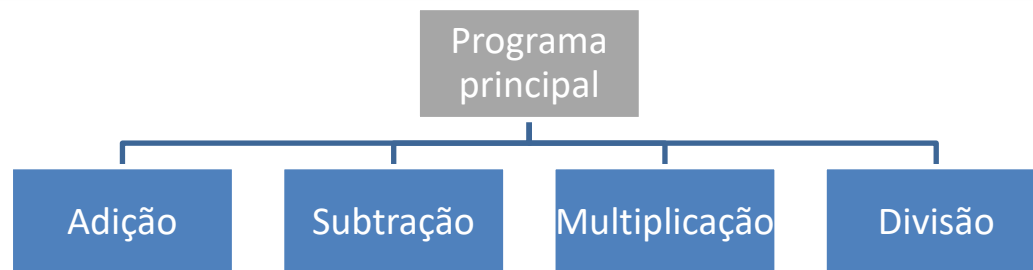 Programa
principal
Adição
Subtração
Multiplicação
Divisão